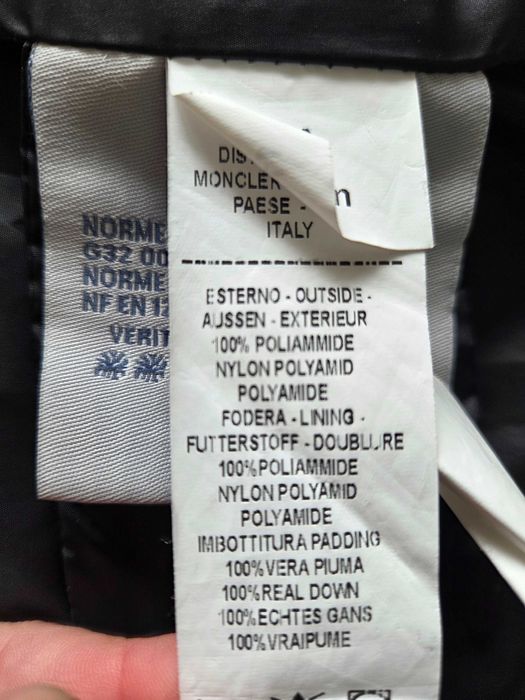 NORME
G32 00
NORME
NF EN 12
VERIT
DIS
MONCLER
n
PAESE -
ITALY
ESTERNO - OUTSIDE -
AUSSEN - EXTERIEUR
100% POLIAMMIDE
NYLON POLYAMID
POLYAMIDE
FODERA - LINING -
FUTTERSTOFF - DOUBLURE
100%POLIAMMIDE
NYLON POLYAMID
POLYAMIDE
IMBOTTITURA PADDING
100%VERA PIUMA
100%REAL DOWN
100%ECHTES GANS
100%VRAIPUME